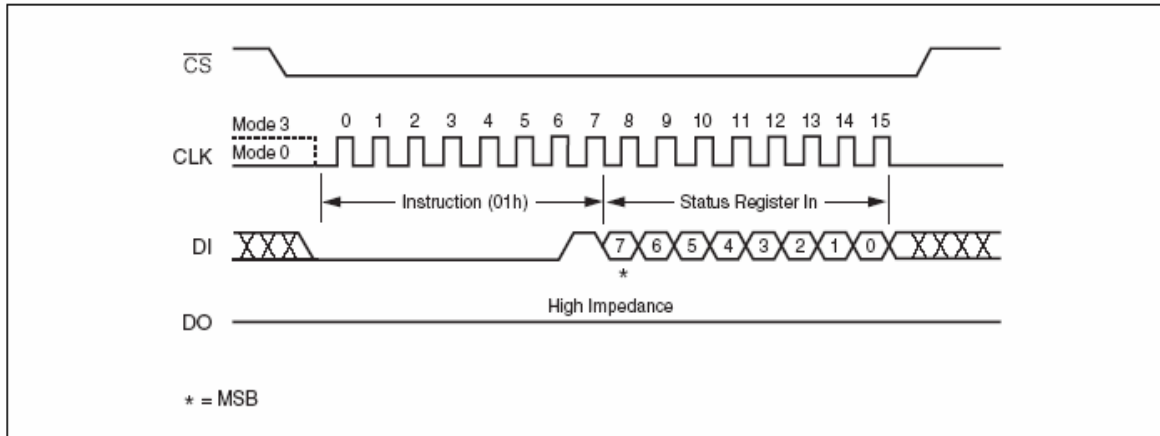 CS
Mode 3
0 1 2 3 4 5 6 7 8 9 10 11 12 13 14 15
CLK
Mode 0
Instruction (01h)
Status Register In
DI
7 6 5 4 3 2 1 0
*
High Impedance
DO
* = MSB